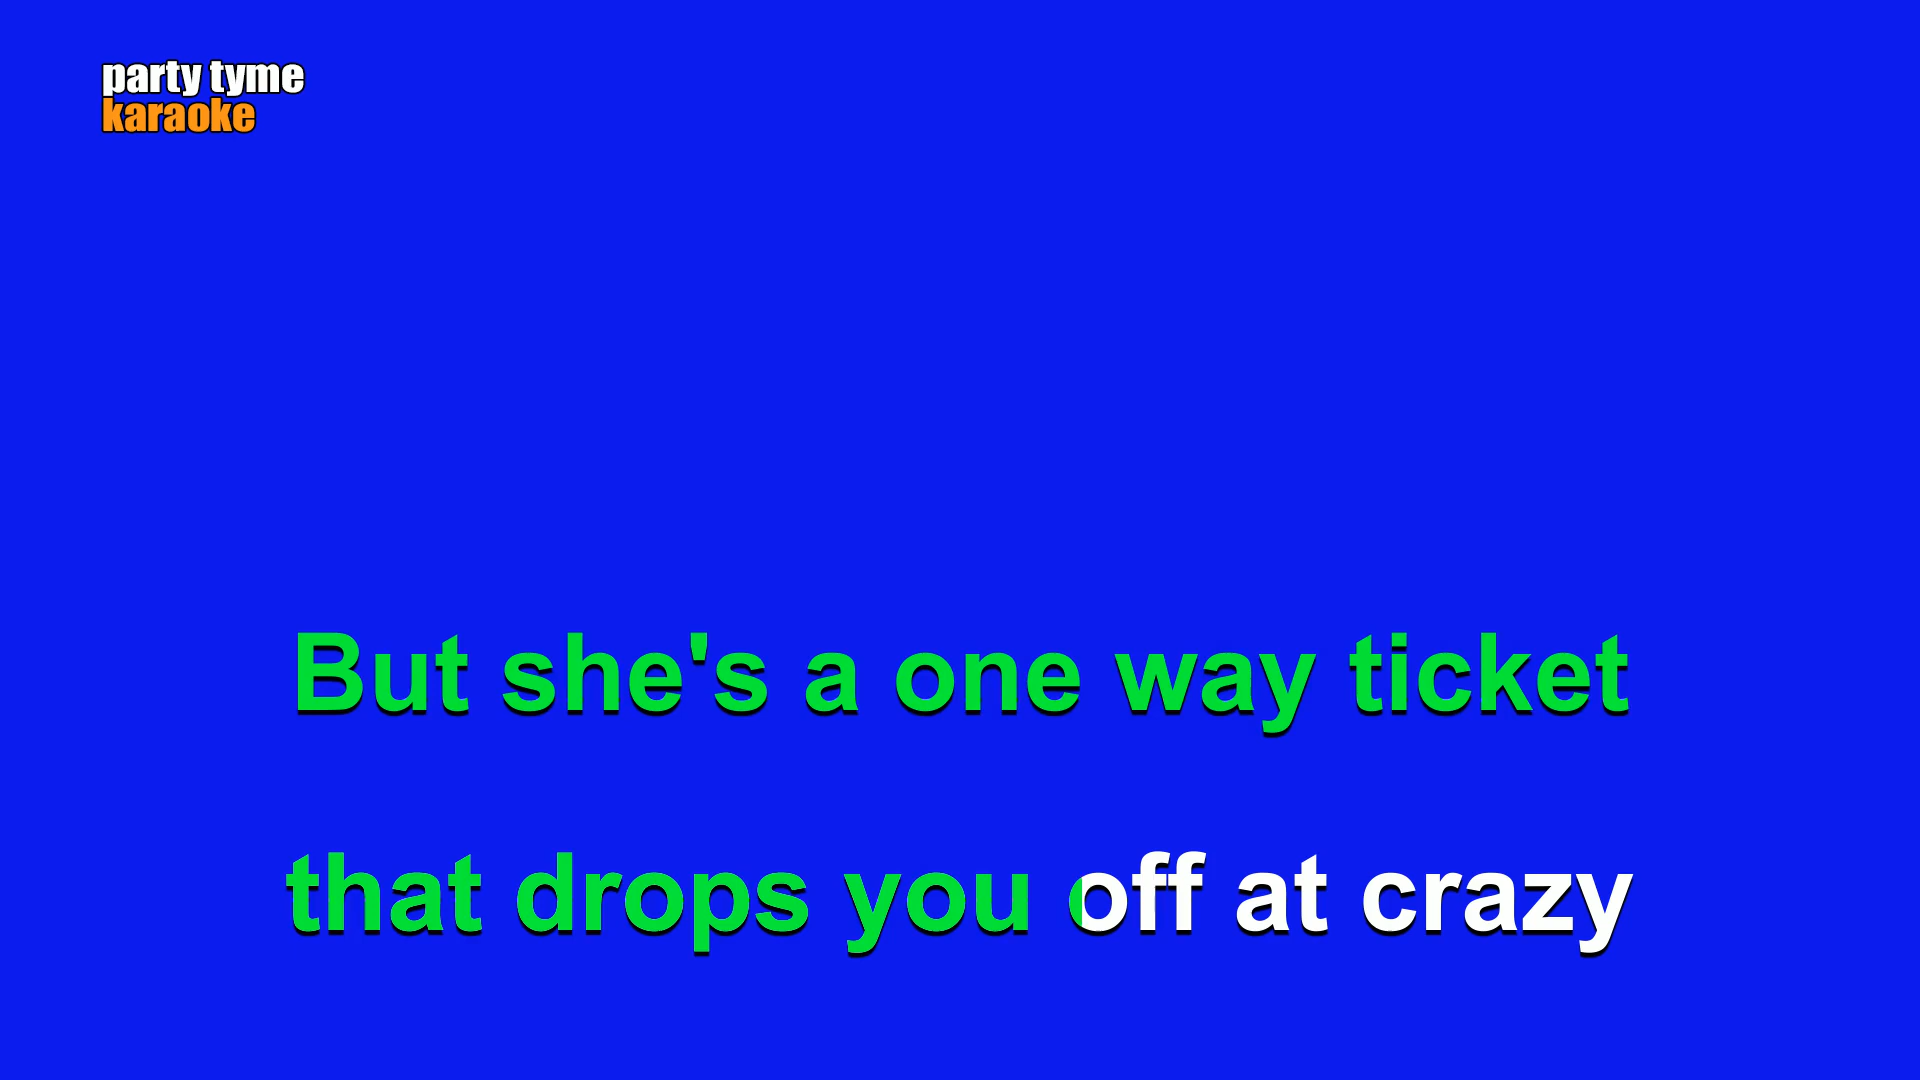 party tyme
karaoke
But she's a one way ticket
that drops you off at crazy